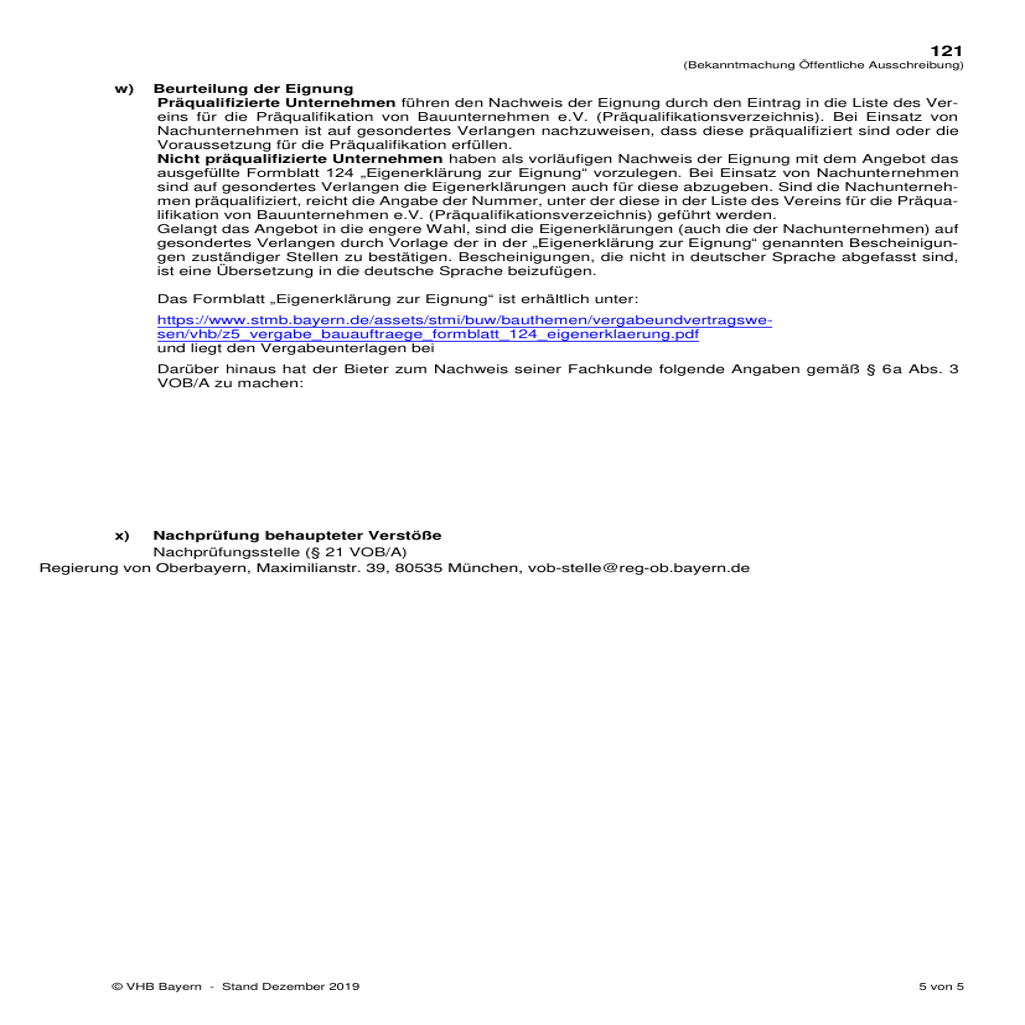 121
(Bekanntmachung Öffentliche Ausschreibung)
w) Beurteilung der Eignung
Präqualifizierte Unternehmen führen den Nachweis der Eignung durch den Eintrag in die Liste des Ver-
eins für die Präqualifikation von Bauunternehmen e.V. (Präqualifikationsverzeichnis). Bei Einsatz von
Nachunternehmen ist auf gesondertes Verlangen nachzuweisen, dass diese präqualifiziert sind oder die
Voraussetzung für die Präqualifikation erfüllen.
Nicht präqualifizierte Unternehmen haben als vorläufigen Nachweis der Eignung mit dem Angebot das
ausgefüllte Formblatt 124 „Eigenerklärung zur Eignung“ vorzulegen. Bei Einsatz von Nachunternehmen
sind auf gesondertes Verlangen die Eigenerklärungen auch für diese abzugeben. Sind die Nachunterneh-
men präqualifiziert, reicht die Angabe der Nummer, unter der diese in der Liste des Vereins für die Präqua-
lifikation von Bauunternehmen e.V. (Präqualifikationsverzeichnis) geführt werden.
Gelangt das Angebot in die engere Wahl, sind die Eigenerklärungen (auch die der Nachunternehmen) auf
gesondertes Verlangen durch Vorlage der in der „Eigenerklärung zur Eignung“ genannten Bescheinigun-
gen zuständiger Stellen zu bestätigen. Bescheinigungen, die nicht in deutscher Sprache abgefasst sind,
ist eine Übersetzung in die deutsche Sprache beizufügen.
Das Formblatt „Eigenerklärung zur Eignung“ ist erhältlich unter:
https://www.stmb.bayern.de/assets/stmi/buw/bauthemen/vergabeundvertragswe-
sen/vhb/z5_vergabe_bauauftraege_formblatt_124_eigenerklaerung.pdf
und liegt den Vergabeunterlagen bei
Darüber hinaus hat der Bieter zum Nachweis seiner Fachkunde folgende Angaben gemäß § 6a Abs. 3
VOB/A zu machen:
x) Nachprüfung behaupteter Verstöße
Nachprüfungsstelle (§ 21 VOB/A)
Regierung von Oberbayern, Maximilianstr. 39, 80535 München, vob-stelle@reg-ob.bayern.de
© VHB Bayern - Stand Dezember 2019
5 von 5